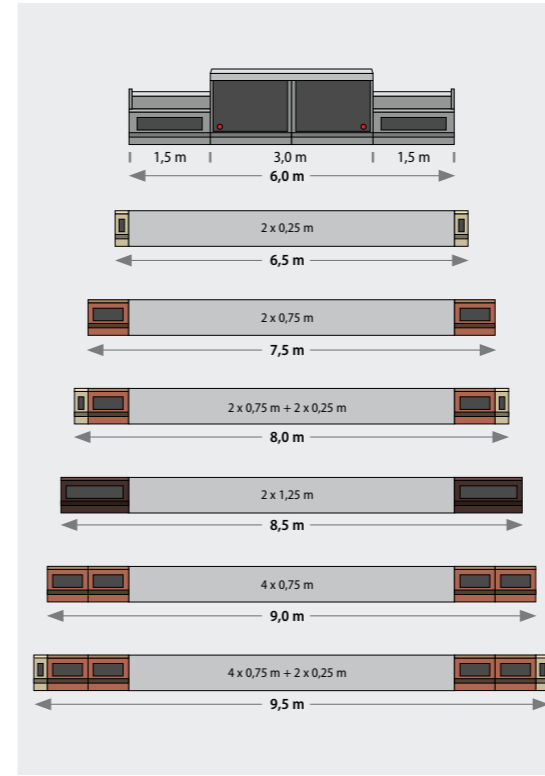 1,5 m 3,0 m 1,5 m
6,0 m
2 x 0,25 m
6,5 m
2 x 0,75 m
7,5 m
2 x 0,75 m + 2 x 0,25 m
8,0 m
2 x 1,25 m
8,5 m
4 x 0,75 m
9,0 m
4 x 0,75 m + 2 x 0,25 m
9,5 m